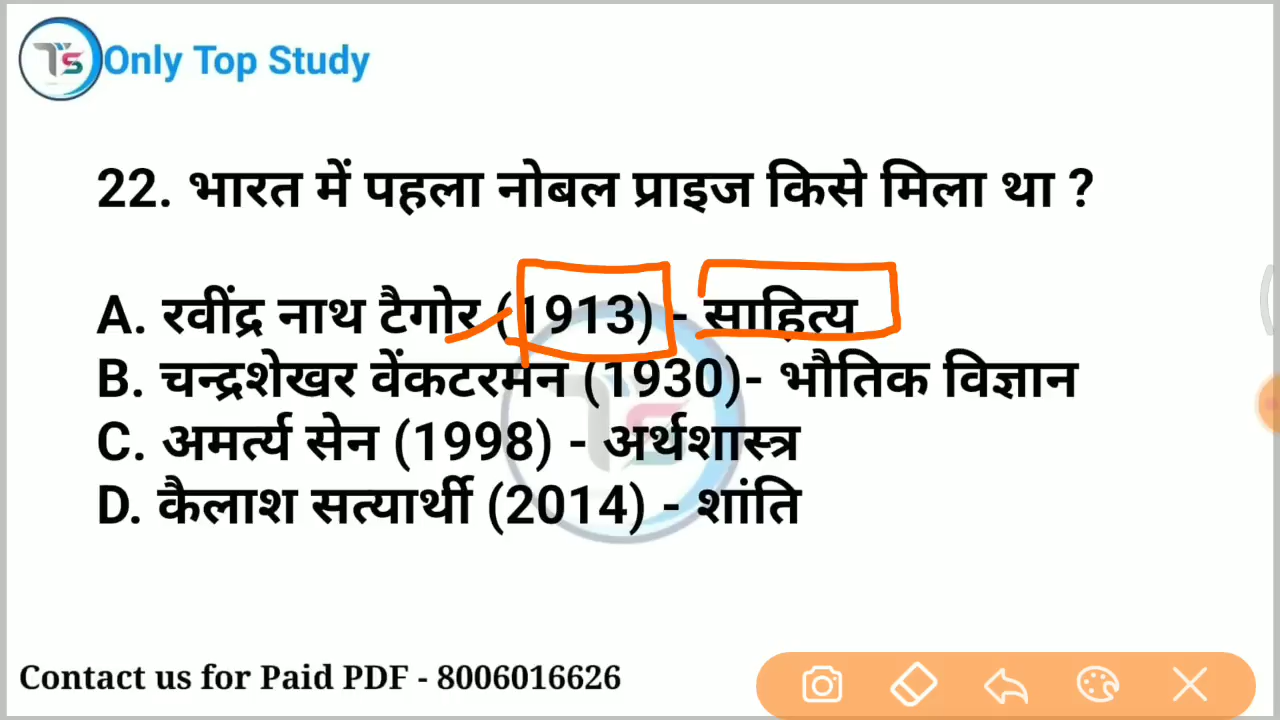 TS Only Top Study
22. भारत में पहला नोबल प्राइज किसे मिला था ?
A. रवींद्र नाथ टैगोर (1913) - साहित्य
B. चन्द्रशेखर वेंकटरमन (1930)- भौतिक विज्ञान
C. अमर्त्य सेन (1998) - अर्थशास्त्र
D. कैलाश सत्यार्थी (2014) - शांति
Contact us for Paid PDF - 8006016626